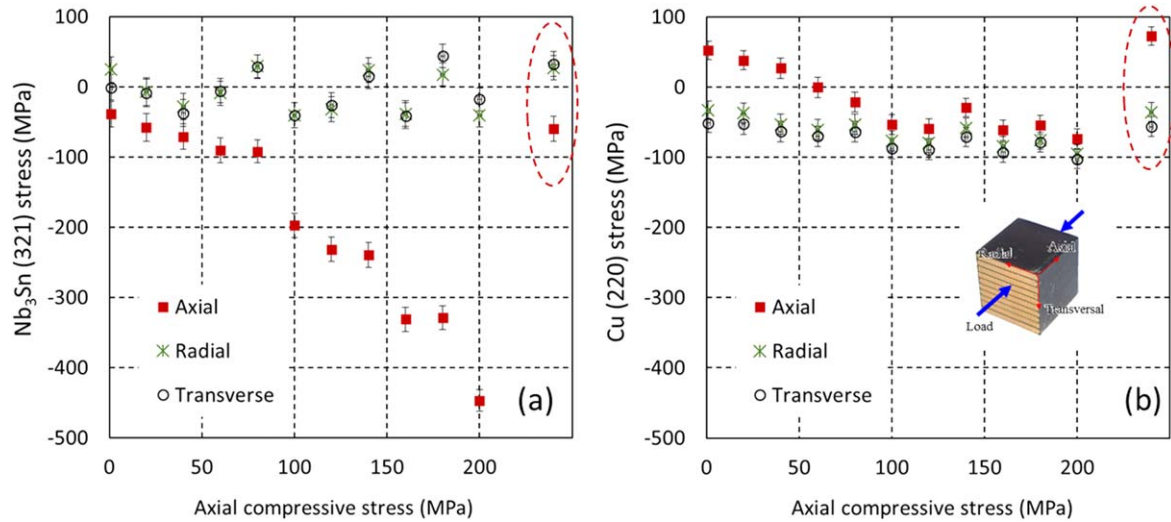 100
0
-100
-200
-300
-400
-500
Nb₃Sn (321) stress (MPa)
Axial
Radial
Transverse
(a)
0
50
100
150
200
Axial compressive stress (MPa)
100
0
-100
-200
-300
-400
-500
Cu (220) stress (MPa)
Radial
Axial
Transversal
Load
Axial
Radial
Transverse
(b)
0
50
100
150
200
Axial compressive stress (MPa)